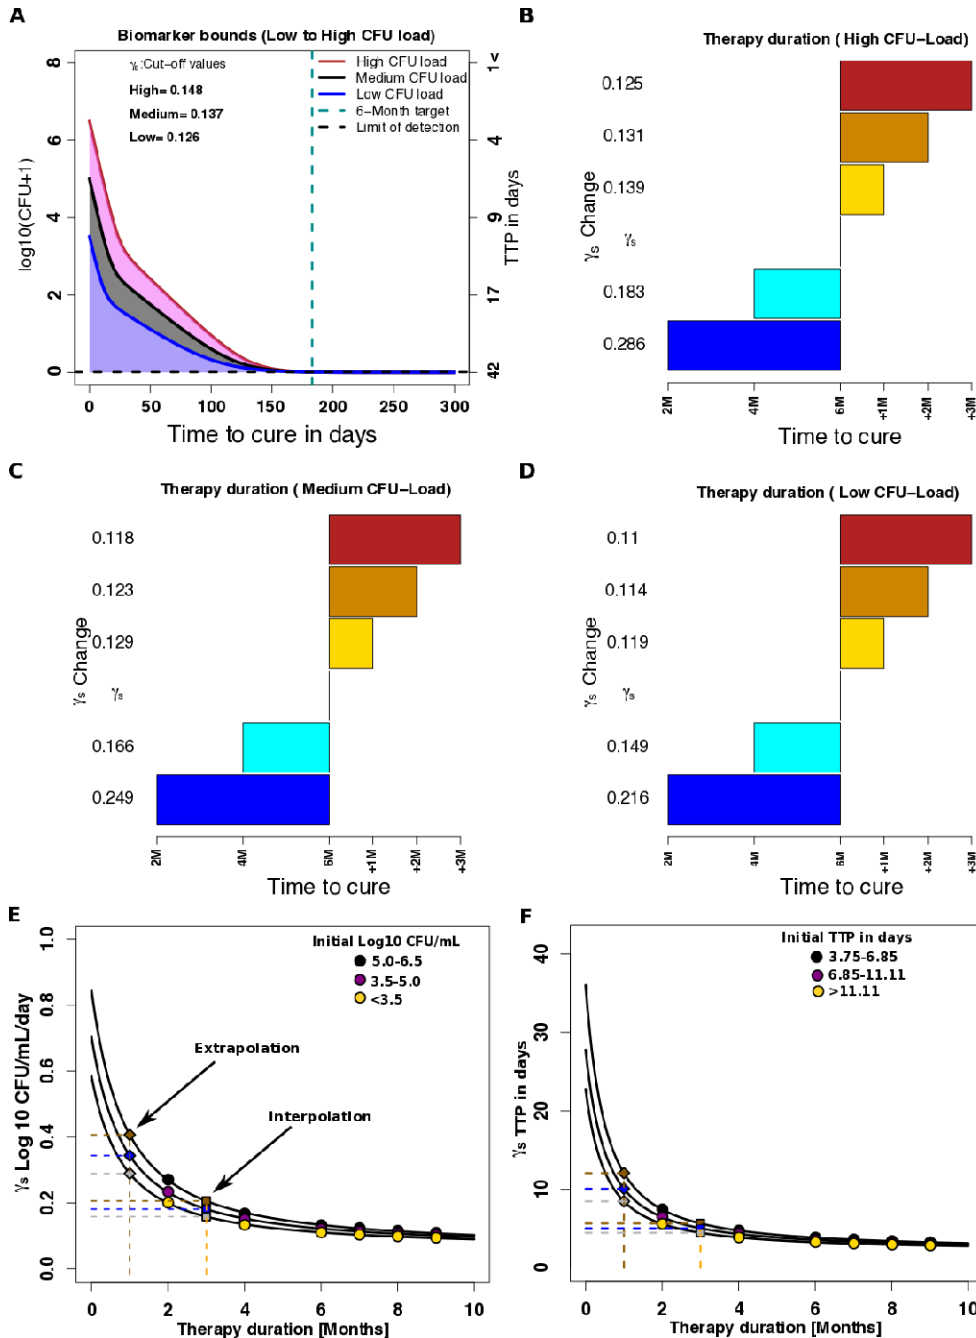 A
Biomarker bounds (Low to High CFU load)
γs:Cut−off values
High= 0.148
Medium= 0.137
Low= 0.126
High CFU load
Medium CFU load
Low CFU load
6−Month target
Limit of detection
log10(CFU+1)
0
2
4
6
8
TTP in days
1<
4
9
17
42
0 50 100 150 200 250 300
Time to cure in days
B
Therapy duration ( High CFU−Load)
γs Change
0.125
0.131
0.139
γs
0.183
0.286
2M 4M 6M +1M +2M +3M
Time to cure
C
Therapy duration ( Medium CFU−Load)
γs Change
0.118
0.123
0.129
γs
0.166
0.249
2M 4M 6M +1M +2M +3M
Time to cure
D
Therapy duration ( Low CFU−Load)
γs Change
0.11
0.114
0.119
γs
0.149
0.216
2M 4M 6M +1M +2M +3M
Time to cure
E
Initial Log10 CFU/mL
5.0-6.5
3.5-5.0
<3.5
Extrapolation
Interpolation
γs Log 10 CFU/mL/day
0.0 0.2 0.4 0.6 0.8 1.0
0 2 4 6 8 10
Therapy duration [Months]
F
Initial TTP in days
3.75-6.85
6.85-11.11
>11.11
γs TTP in days
0 10 20 30 40
0 2 4 6 8 10
Therapy duration [Months]